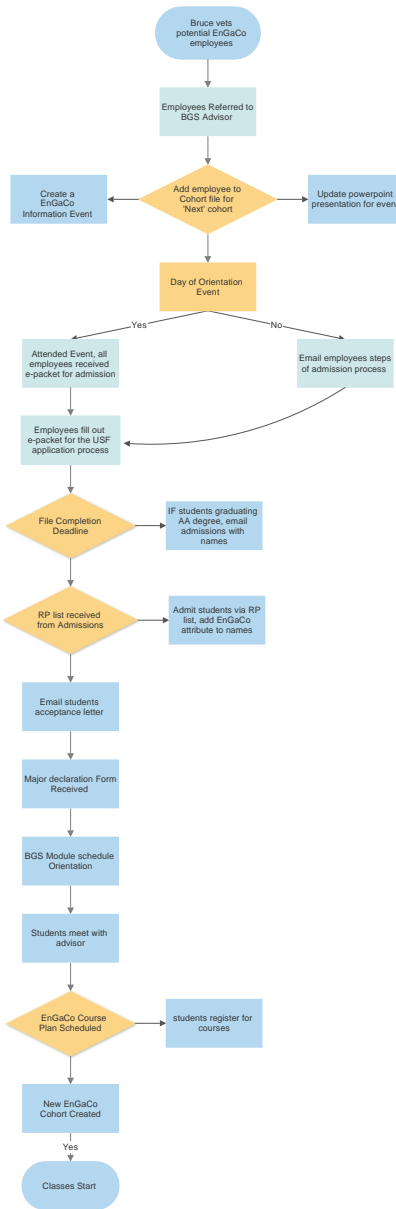 Bruce vets
potential EnGaCo
employees
Employees Referred to
BGS Advisor
Create a
EnGaCo
Information Event
Add employee to
Cohort file for
'Next' cohort
Update powerpoint
presentation for even
Day of Orientation
Event
Yes
No
Attended Event, all
employees received
e-packet for admission
Email employees steps
of admission process
Employees fill out
e-packet for the USF
application process
File Completion
Deadline
IF students graduating
AA degree, email
admissions with
names
RP list received
from Admissions
Admit students via RP
list, add EnGaCo
attribute to names
Email students
acceptance letter
Major declaration Form
Received
BGS Module schedule
Orientation
Students meet with
advisor
EnGaCo Course
Plan Scheduled
students register for
courses
New EnGaCo
Cohort Created
Yes
Classes Start